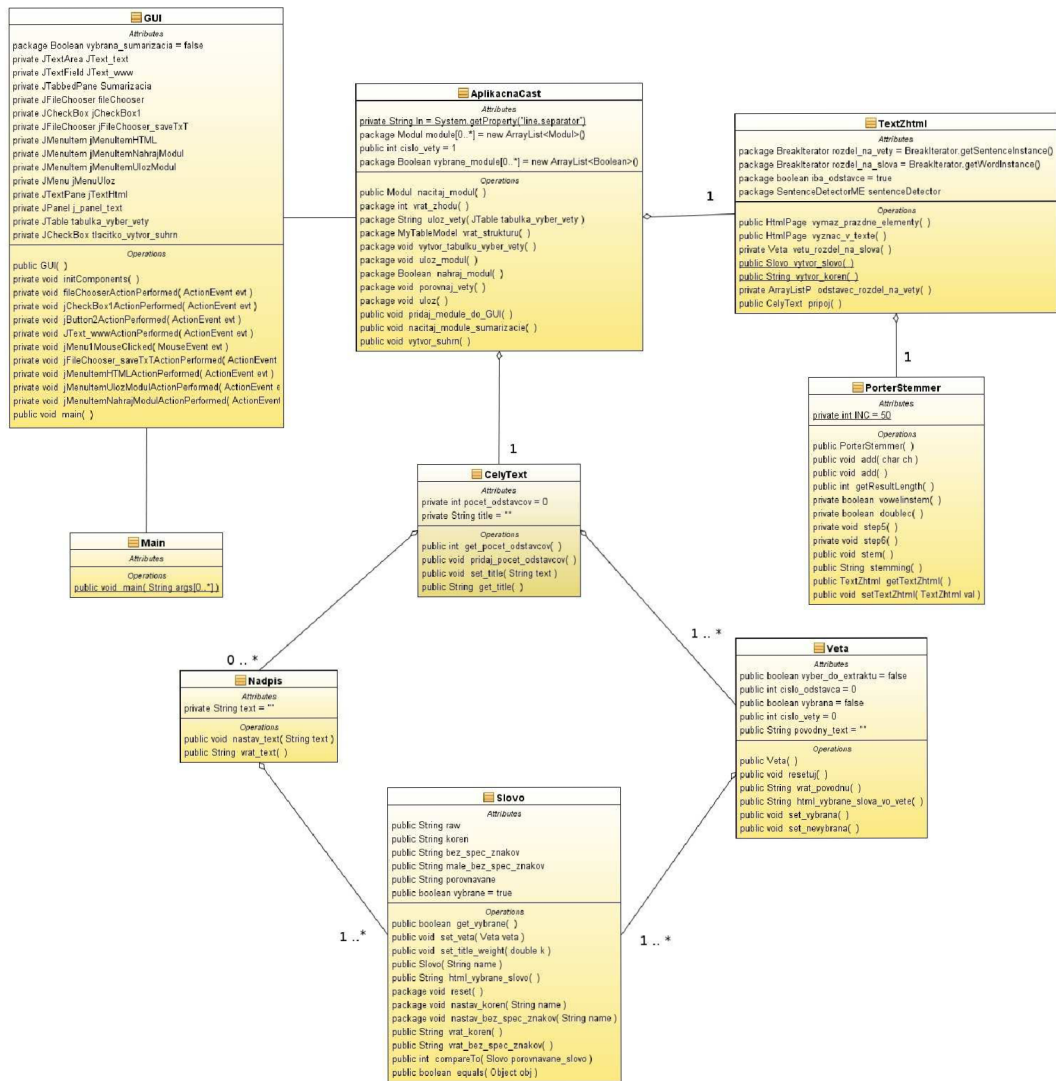 GUI
Attributes
package Boolean vybrana_sumarizacia = false
private JTextArea JText_text
private JTextField JText_www
private JTabbedPane Sumarizacia
private JFileChooser fileChooser
private JCheckBox jCheckBox1
private JFileChooser jFileChooser_saveTxT
private JMenuItem jMenuItemHTML
private JMenuItem jMenuItemNahrajModul
private JMenuItem jMenuItemUlozModul
private JMenu jMenuUloz
private JTextPane jTextHtml
private JPanel j_panel_text
private JTable tabulka_vyber_vety
private JCheckBox tlacitko_vytvor_suhrn
Operations
public GUI( )
private void initComponents( )
private void fileChooserActionPerformed( ActionEvent evt )
private void jCheckBox1ActionPerformed( ActionEvent evt )
private void jButton2ActionPerformed( ActionEvent evt )
private void JText_wwwActionPerformed( ActionEvent evt )
private void jMenu1MouseClicked( MouseEvent evt )
private void jFileChooser_saveTxTActionPerformed( ActionEvent
private void jMenuItemHTMLActionPerformed( ActionEvent evt )
private void jMenuItemUlozModulActionPerformed( ActionEvent e
private void jMenuItemNahrajModulActionPerformed( ActionEvent
public void main( )
AplikacnaCast
Attributes
private String ln = System.getProperty("line.separator")
package Modul module[0..*] = new ArrayList<Modul>()
public int cislo_vety = 1
package Boolean vybrane_module[0..*] = new ArrayList<Boolean>()
Operations
public Modul nacitaj_modul( )
package int vrat_zhodu( )
package String uloz_vety( JTable tabulka_vyber_vety )
package MyTableModel vrat_strukturu( )
package void vytvor_tabulku_vyber_vety( )
package void uloz_modul( )
package Boolean nahraj_modul( )
package void porovnaj_vety( )
package void uloz( )
public void pridaj_module_do_GUI( )
public void nacitaj_module_sumarizacie( )
public void vytvor_suhrn( )
1
TextZhtml
Attributes
package BreakIterator rozdel_na_vety = BreakIterator.getSentenceInstance()
package BreakIterator rozdel_na_slova = BreakIterator.getWordInstance()
package boolean iba_odstavce = true
package SentenceDetectorME sentenceDetector
Operations
public HtmlPage vymaz_prazdne_elementy( )
public HtmlPage vyznac_v_texte( )
private Veta vetu_rozdel_na_slova( )
public Slovo vytvor_slovo( )
public String vytvor_koren( )
private ArrayListP odstavec_rozdel_na_vety( )
public CelyText pripoj( )
1
PorterStemmer
Attributes
private int INC = 50
Operations
public PorterStemmer( )
public void add( char ch )
public void add( )
public int getResultLength( )
private boolean vowelinstem( )
private boolean doublec( )
private void step5( )
private void step6( )
public void stem( )
public String stemming( )
public TextZhtml getTextZhtml( )
public void setTextZhtml( TextZhtml val )
1
CelyText
Attributes
private int pocet_odstavcov = 0
private String title = ""
Operations
public int get_pocet_odstavcov( )
public void pridaj_pocet_odstavcov( )
public void set_title( String text )
public String get_title( )
Main
Attributes
Operations
public void main( String args[0..*] )
0 .. *
Nadpis
Attributes
private String text = ""
Operations
public void nastav_text( String text )
public String vrat_text( )
1 .. *
Veta
Attributes
public boolean vyber_do_extraktu = false
public int cislo_odstavca = 0
public boolean vybrana = false
public int cislo_vety = 0
public String povodny_text = ""
Operations
public Veta( )
public void resetuj( )
public String vrat_povodnu( )
public String html_vybrane_slova_vo_vete( )
public void set_vybrana( )
public void set_nevybrana( )
1 .. *
1 .. *
Slovo
Attributes
public String raw
public String koren
public String bez_spec_znakov
public String male_bez_spec_znakov
public String porovnavane
public boolean vybrane = true
Operations
public boolean get_vybrane( )
public void set_veta( Veta veta )
public void set_title_weight( double k )
public Slovo( String name )
public String html_vybrane_slovo( )
package void reset( )
package void nastav_koren( String name )
package void nastav_bez_spec_znakov( String name )
public String vrat_koren( )
public String vrat_bez_spec_znakov( )
public int compareTo( Slovo porovnavane_slovo )
public boolean equals( Object obj )